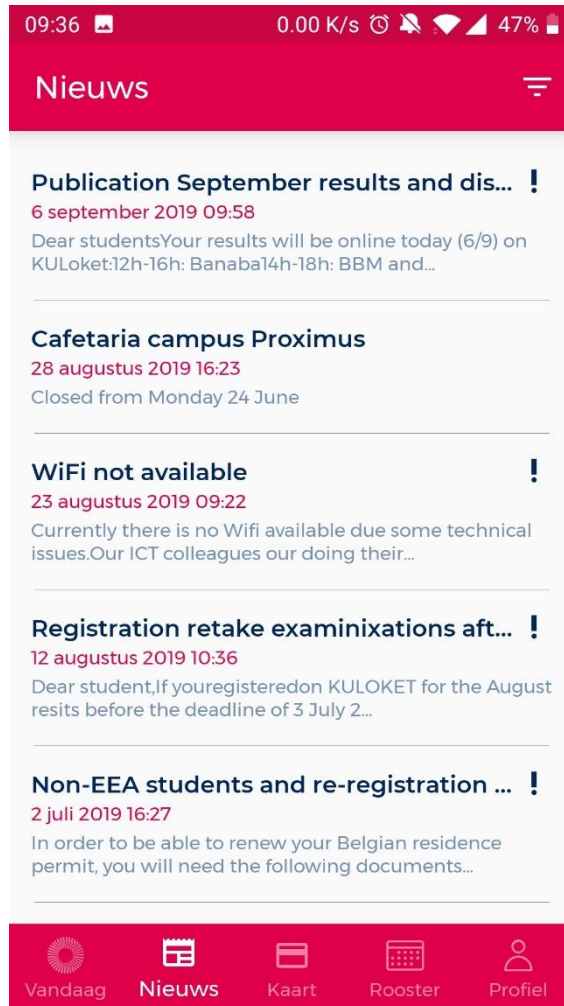 09:36 0.00 K/s 47%
Nieuws
Publication September results and dis... !
6 september 2019 09:58
Dear studentsYour results will be online today (6/9) on
KULoket:12h-16h: Banaba14h-18h: BBM and...
Cafetaria campus Proximus
28 augustus 2019 16:23
Closed from Monday 24 June
WiFi not available !
23 augustus 2019 09:22
Currently there is no Wifi available due some technical
issues.Our ICT colleagues our doing their...
Registration retake examinixations aft... !
12 augustus 2019 10:36
Dear student,If youregisteredon KULOKET for the August
resits before the deadline of 3 July 2...
Non-EEA students and re-registration ... !
2 juli 2019 16:27
In order to be able to renew your Belgian residence
permit, you will need the following documents...
Vandaag Nieuws Kaart Rooster Profiel